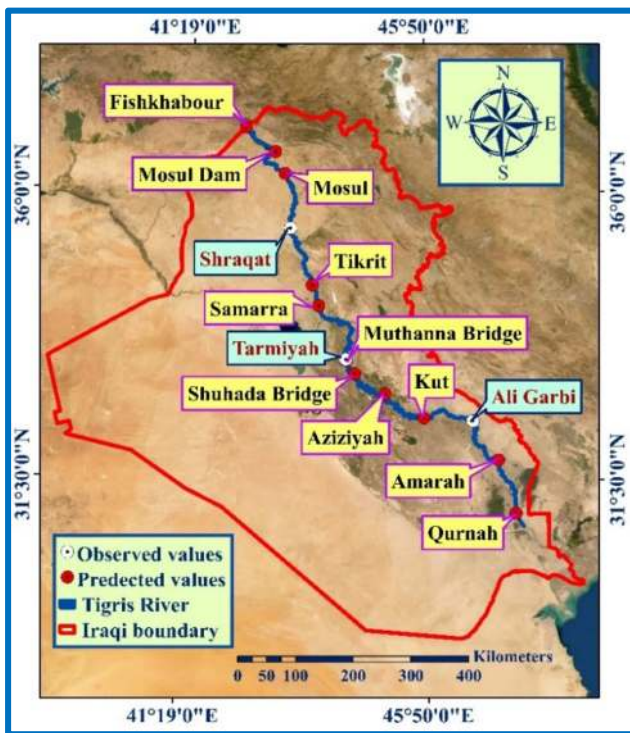 41°19'0"E
45°50'0"E
N
W
E
S
Fishkhabour
Mosul Dam
Mosul
36°0'0"N
36°0'0"N
Shraqat
Tikrit
Samarra
Muthanna Bridge
Tarmiyah
Shuhada Bridge
Kut
Ali Garbi
Aziziyah
31°30'0"N
31°30'0"N
Amarah
Qurnah
Observed values
Predected values
Tigris River
Iraqi boundary
Kilometers
0 50 100 200 300 400
41°19'0"E
45°50'0"E